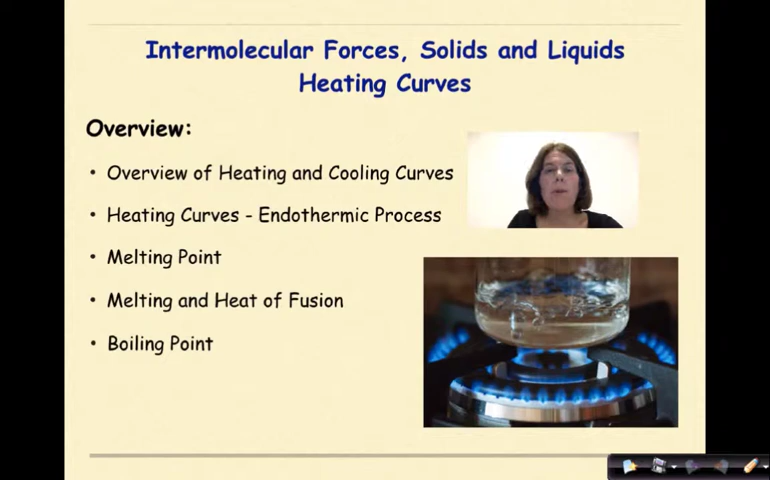 Intermolecular Forces, Solids and Liquids
Heating Curves
Overview:
• Overview of Heating and Cooling Curves
• Heating Curves - Endothermic Process
• Melting Point
• Melting and Heat of Fusion
• Boiling Point